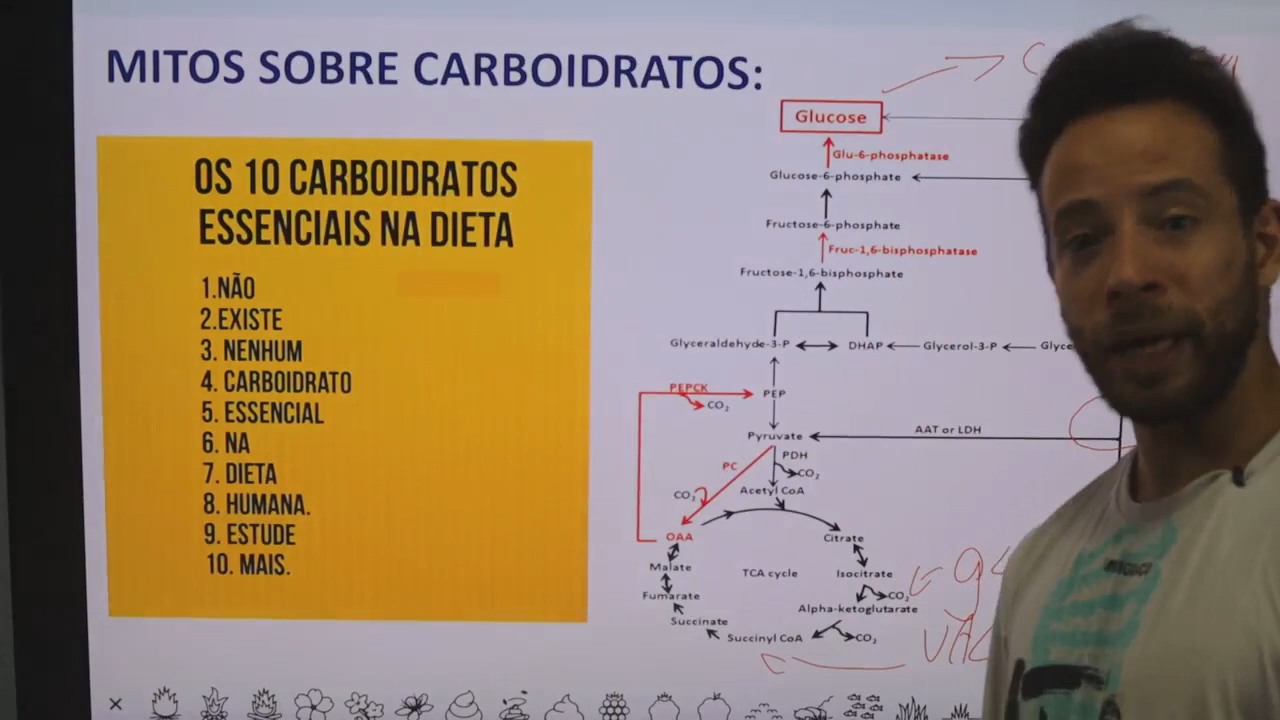 MITOS SOBRE CARBOIDRATOS:
OS 10 CARBOIDRATOS
ESSENCIAIS NA DIETA
1.NÃO
2.EXISTE
3. NENHUM
4. CARBOIDRATO
5. ESSENCIAL
6. NA
7. DIETA
8. HUMANA.
9. ESTUDE
10. MAIS.
Glucose
Glu-6-phosphatase
Glucose-6-phosphate
Fructose-6-phosphate
Fruc-1,6-bisphosphatase
Fructose-1,6-bisphosphate
Glyceraldehyde-3-P
DHAP
Glycerol-3-P
PEPCK
PEP
CO2
Pyruvate
AAT or LDH
PDH
PC
CO2
Acetyl CoA
CO2
OAA
Citrate
Malate
TCA cycle
Isocitrate
CO2
Fumarate
Alpha-ketoglutarate
Succinate
Succinyl CoA
CO2